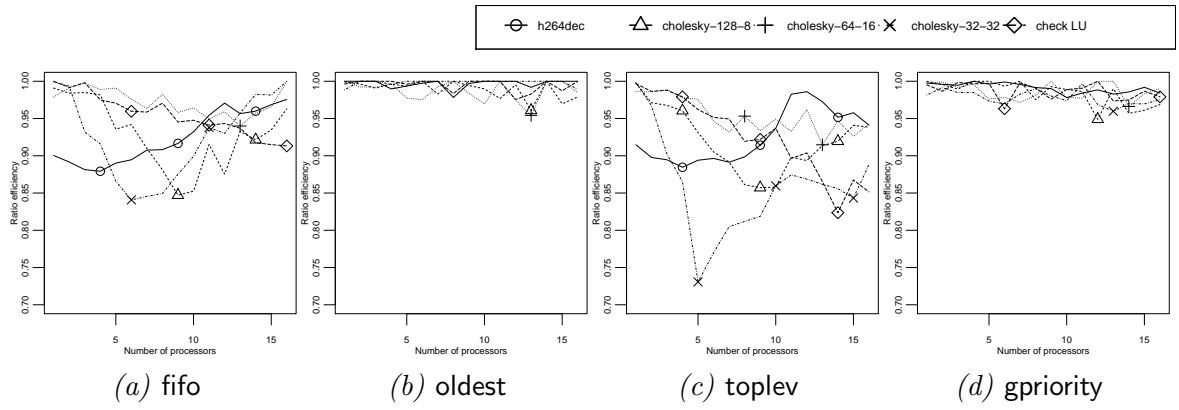 h264dec cholesky−128−8 cholesky−64−16 cholesky−32−32 check LU
1.00 1.00 1.00 1.00
0.95 0.95 0.95 0.95
0.90 0.90 0.90 0.90
0.85 0.85 0.85 0.85
0.80 0.80 0.80 0.80
0.75 0.75 0.75 0.75
0.70 0.70 0.70 0.70
Ratio efficiency Ratio efficiency Ratio efficiency Ratio efficiency
5 10 15 5 10 15 5 10 15 5 10 15
Number of processors Number of processors Number of processors Number of processors
(a) fifo (b) oldest (c) toplev (d) gpriority